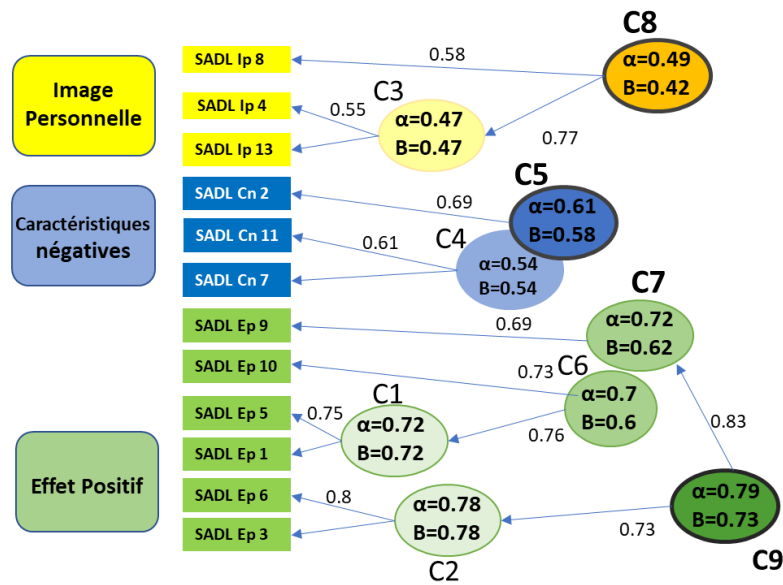 C8
SADL Ip 8
0.58
α=0.49
B=0.42
Image
Personnelle
SADL Ip 4
0.55
C3
α=0.47
B=0.47
0.77
SADL Ip 13
C5
SADL Cn 2
0.69
α=0.61
B=0.58
Caractéristiques
négatives
SADL Cn 11
0.61
C4
α=0.54
B=0.54
SADL Cn 7
C7
SADL Ep 9
0.69
α=0.72
B=0.62
SADL Ep 10
0.73
C6
α=0.7
B=0.6
C1
SADL Ep 5
0.75
α=0.72
B=0.72
0.76
0.83
SADL Ep 1
Effet Positif
SADL Ep 6
0.8
α=0.78
B=0.78
0.73
α=0.79
B=0.73
SADL Ep 3
C2
C9